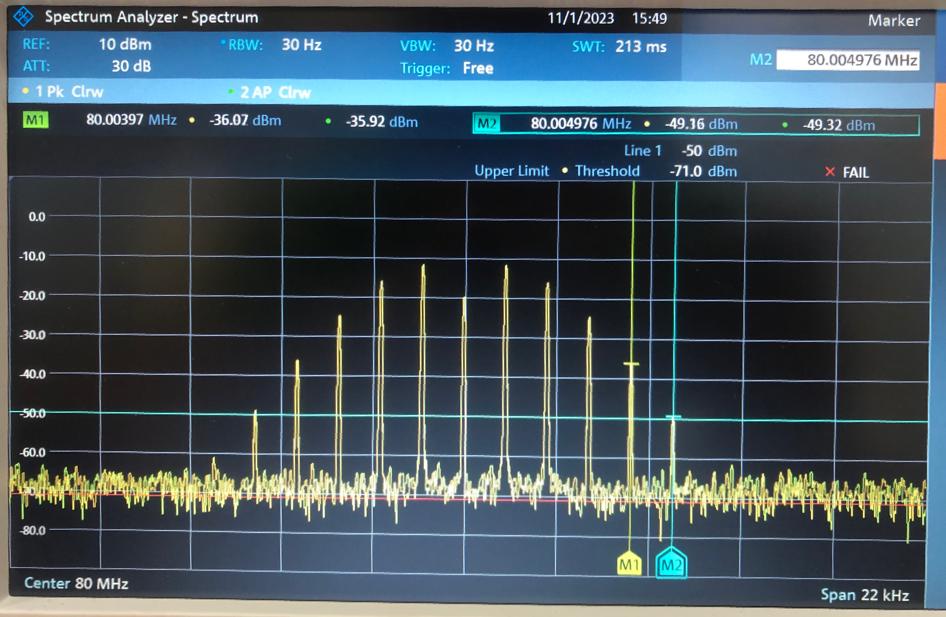 Spectrum Analyzer - Spectrum 11/1/2023 15:49 Marker
REF: 10 dBm RBW: 30 Hz VBW: 30 Hz SWT: 213 ms M2 80.004976 MHz
ATT: 30 dB Trigger: Free
1 Pk Clrw 2 AP Clrw
M1 80.00397 MHz -36.07 dBm -35.92 dBm M2 80.004976 MHz -49.16 dBm -49.32 dBm
Line 1 -50 dBm
Upper Limit Threshold -71.0 dBm × FAIL
0.0
-10.0
-20.0
-30.0
-40.0
-50.0
-60.0
-70.0
-80.0
M1 M2
Center 80 MHz
Span 22 kHz